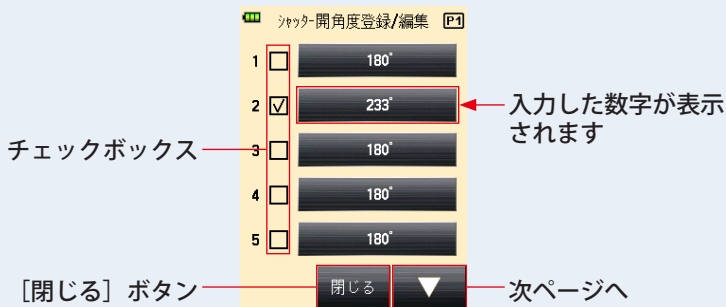 ｼｬｯﾀｰ開角度登録/編集 P1
1 180°
2 233°
入力した数字が表示
されます
チェックボックス
3 180°
4 180°
5 180°
［閉じる］ボタン
閉じる
次ページへ